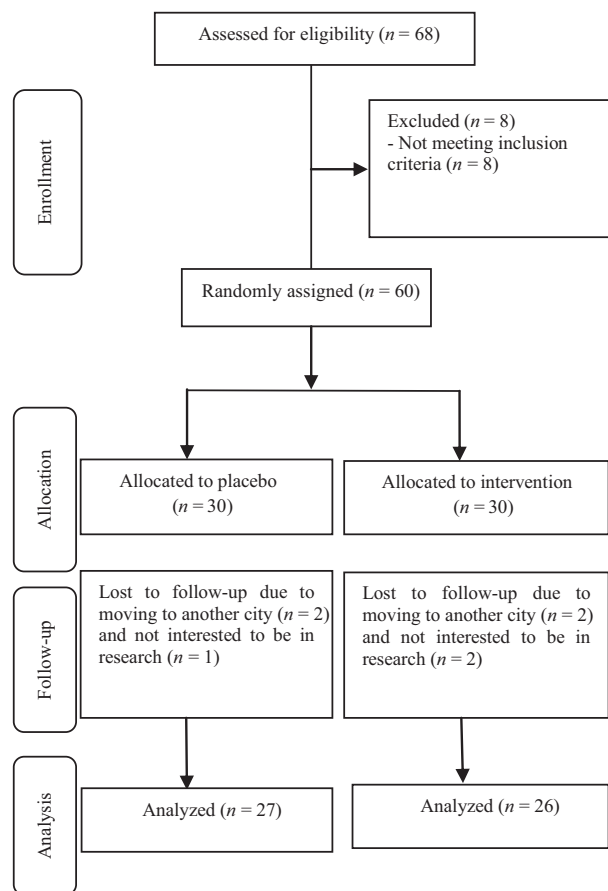 Assessed for eligibility (n = 68)
Enrollment
Excluded (n = 8)
- Not meeting inclusion
criteria (n = 8)
Randomly assigned (n = 60)
Allocation
Allocated to placebo
(n = 30)
Allocated to intervention
(n = 30)
Follow-up
Lost to follow-up due to
moving to another city (n = 2)
and not interested to be in
research (n = 1)
Lost to follow-up due to
moving to another city (n = 2)
and not interested to be in
research (n = 2)
Analysis
Analyzed (n = 27)
Analyzed (n = 26)